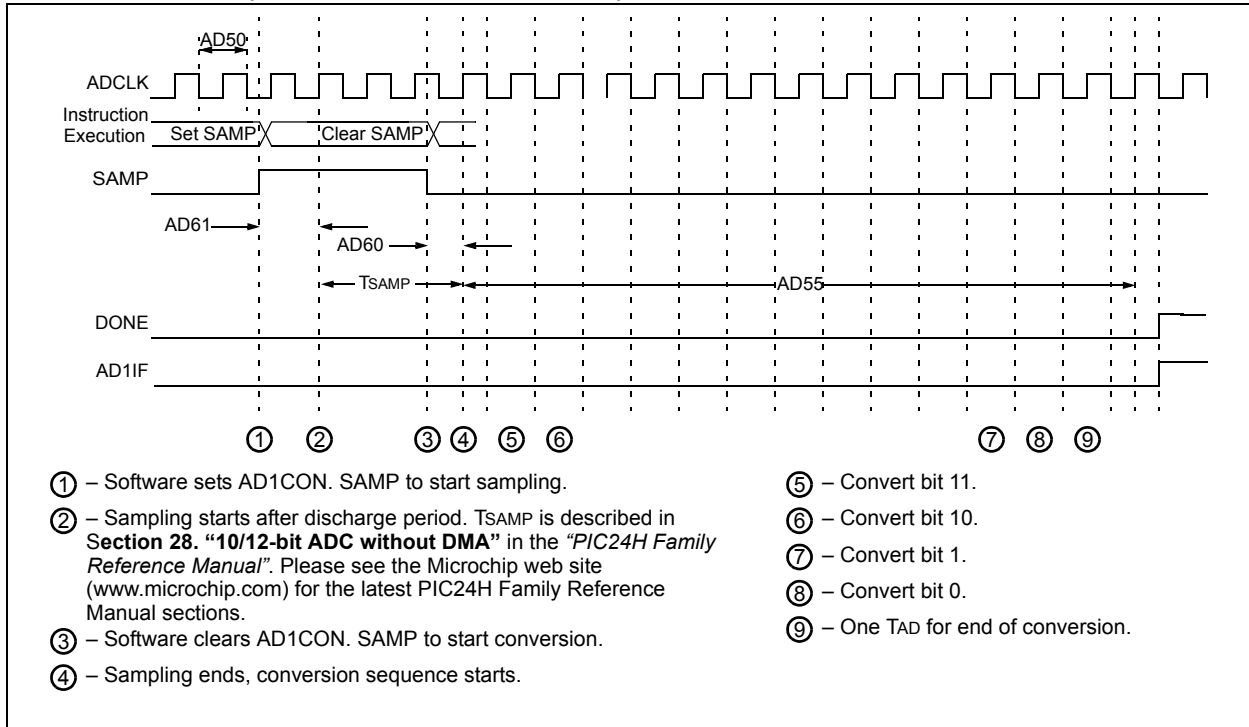 AD50
ADCLK
Instruction
Execution
Set SAMP
Clear SAMP
SAMP
AD61
AD60
TSAMP
AD55
DONE
AD1IF
1 2 3 4 5 6 7 8 9
1 – Software sets AD1CON. SAMP to start sampling.
2 – Sampling starts after discharge period. TSAMP is described in
Section 28. “10/12-bit ADC without DMA” in the “PIC24H Family
Reference Manual”. Please see the Microchip web site
(www.microchip.com) for the latest PIC24H Family Reference
Manual sections.
3 – Software clears AD1CON. SAMP to start conversion.
4 – Sampling ends, conversion sequence starts.
5 – Convert bit 11.
6 – Convert bit 10.
7 – Convert bit 1.
8 – Convert bit 0.
9 – One TAD for end of conversion.